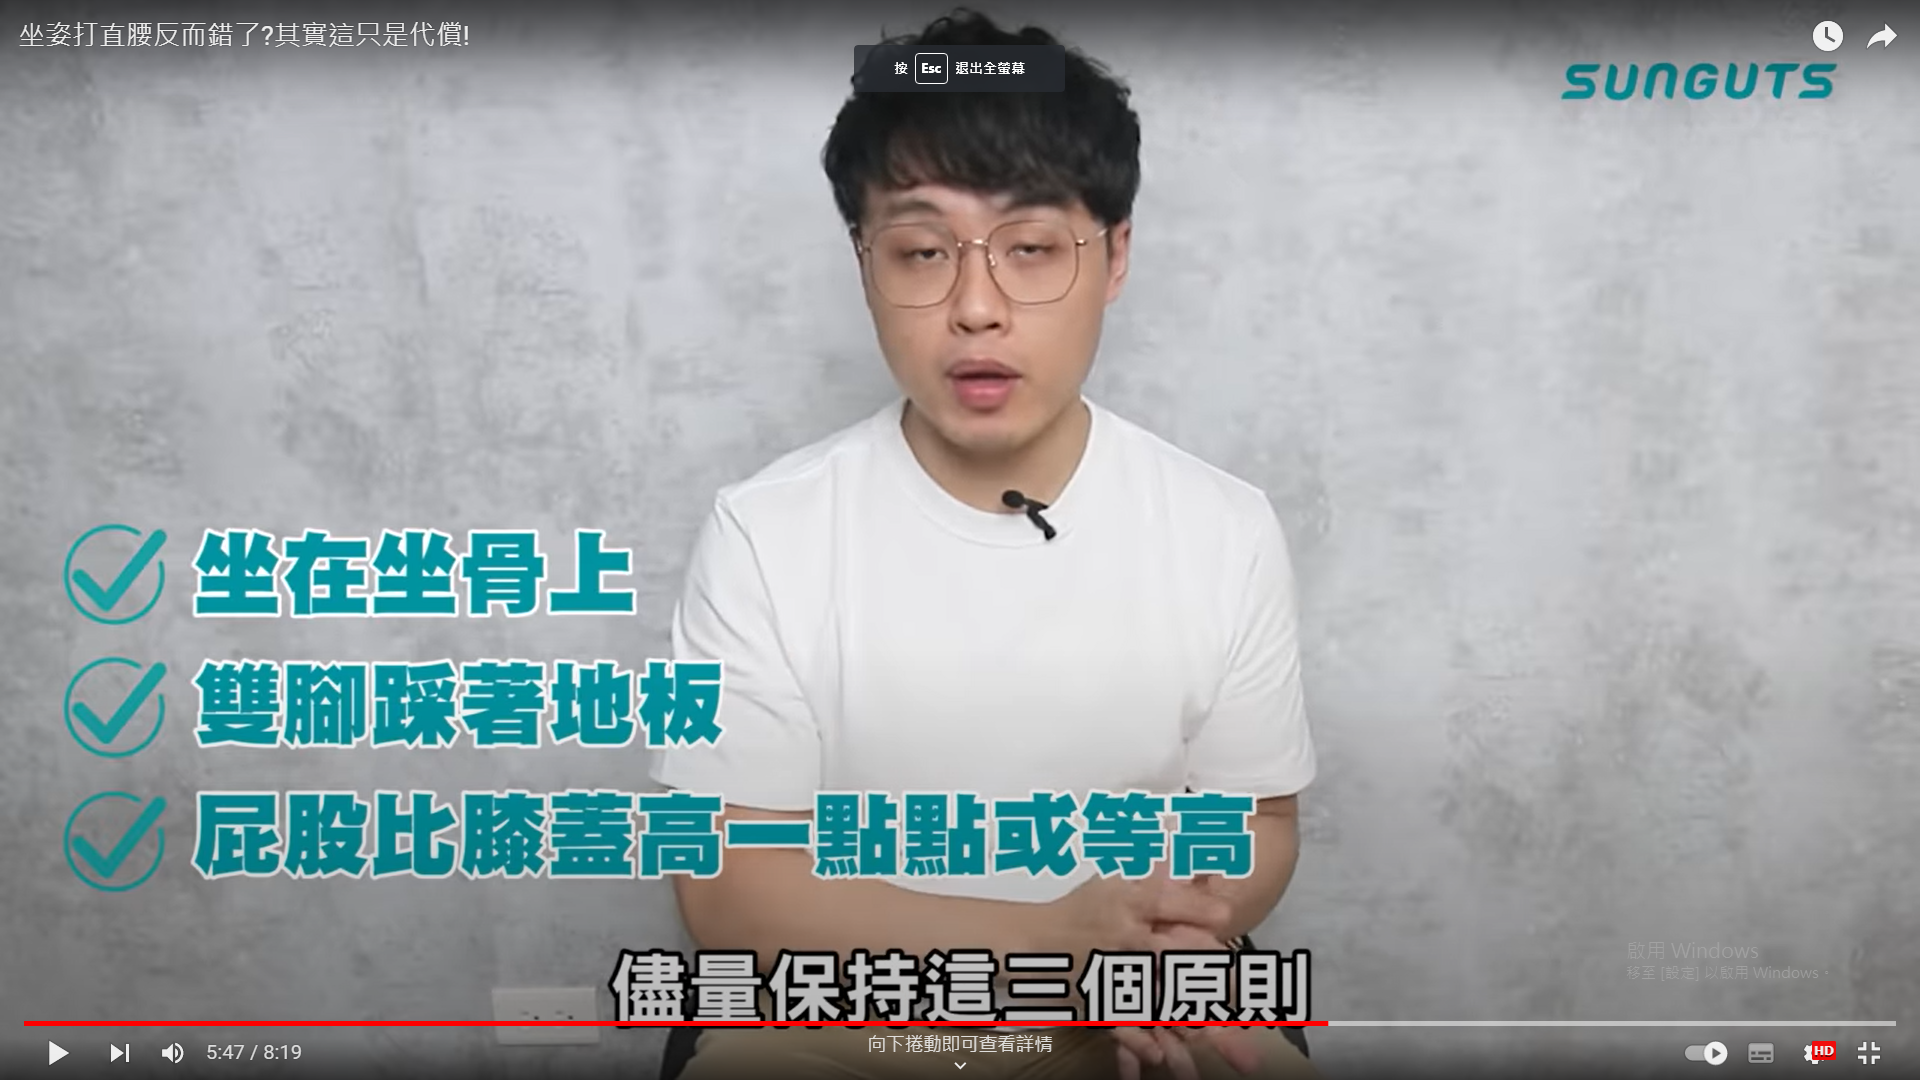 坐姿打直腰反而錯了?其實這只是代償!
按 Esc 退出全螢幕
SUNGUTS
坐在坐骨上
雙腳踩著地板
屁股比膝蓋高一點點或等高
儘量保持這三個原則
啟用 Windows
移至 [設定] 以啟用 Windows。
5:47 / 8:19
向下捲動即可查看詳情
HD